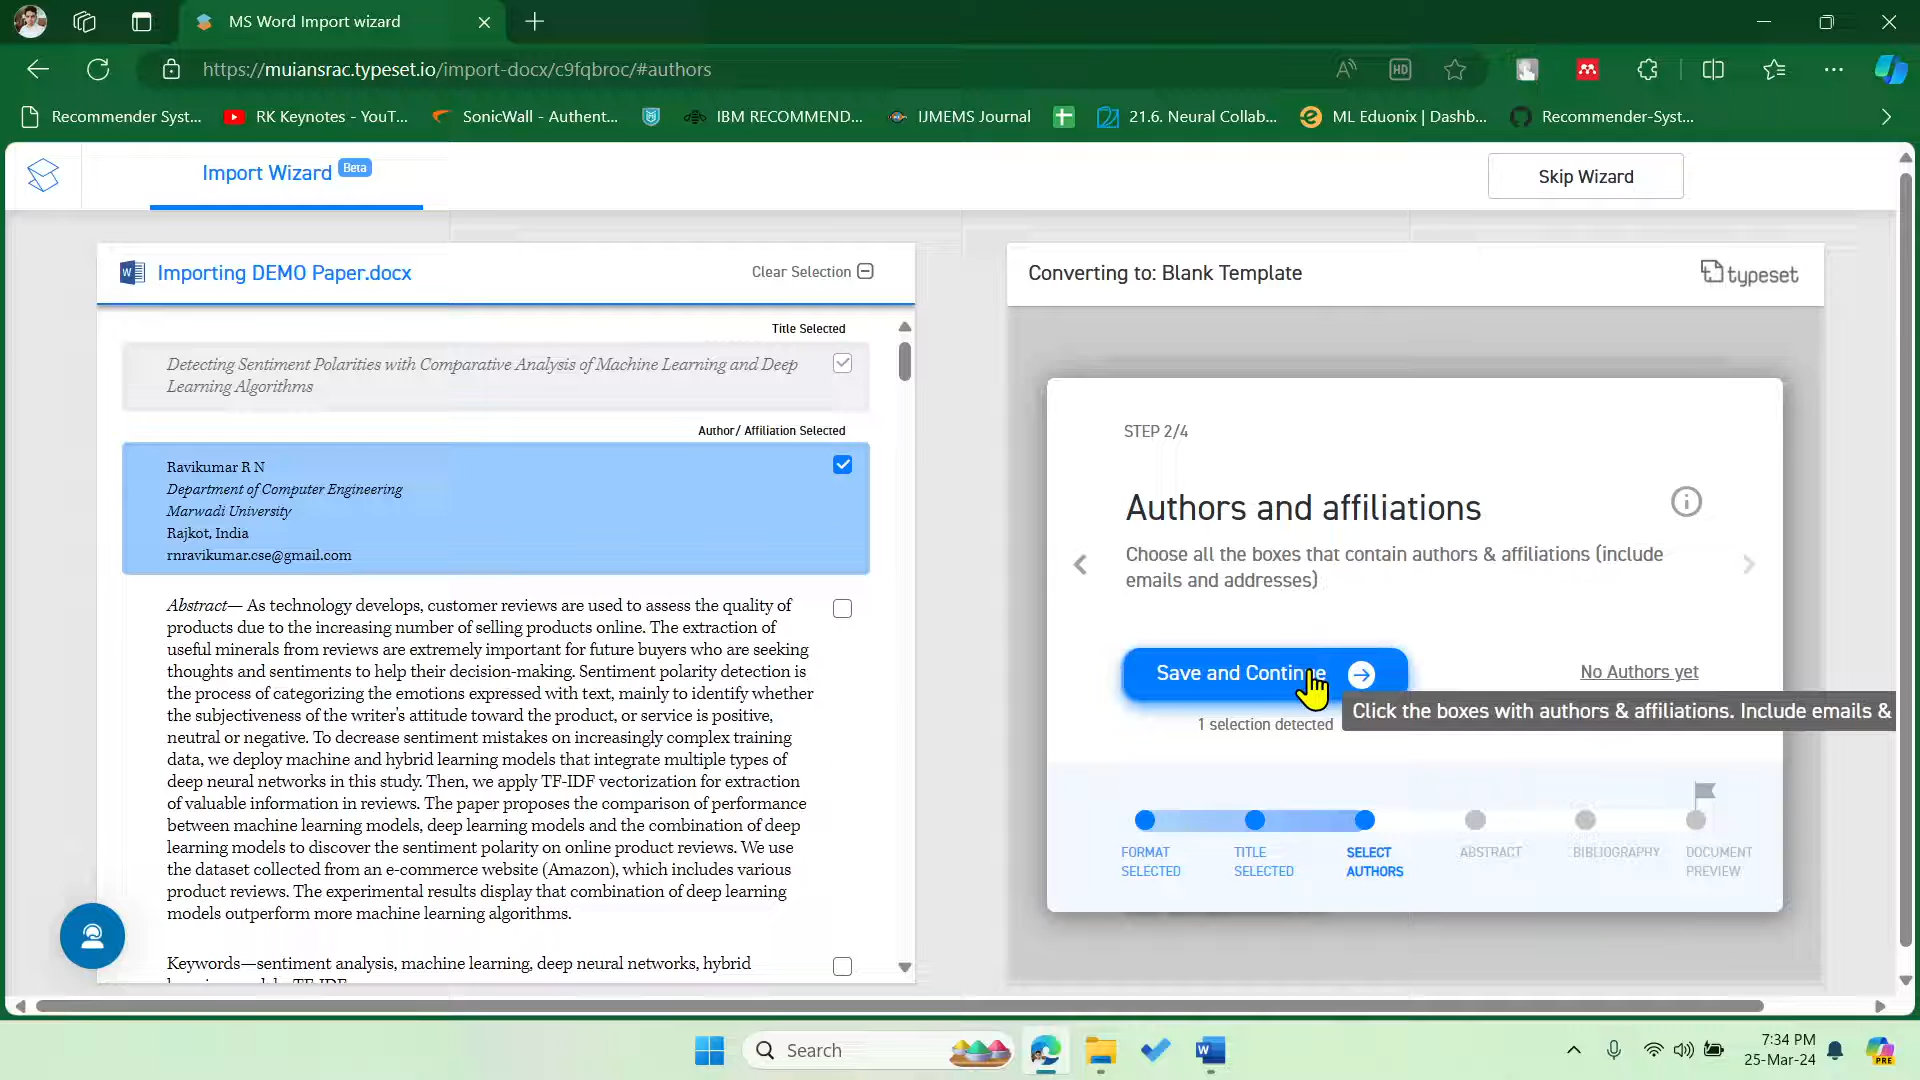 MS Word Import wizard
https://muiansrac.typeset.io/import-docx/c9fqbroc/#authors
HD
Recommender Syst...
RK Keynotes - YouT...
SonicWall - Authent...
IBM RECOMMEND...
IJMEMS Journal
21.6. Neural Collab...
ML Eduonix | Dashb...
Recommender-Syst...
Import Wizard Beta
Skip Wizard
Importing DEMO Paper.docx
Clear Selection
Title Selected
Detecting Sentiment Polarities with Comparative Analysis of Machine Learning and Deep
Learning Algorithms
Author/ Affiliation Selected
Ravikumar R N
Department of Computer Engineering
Marwadi University
Rajkot, India
rnravikumar.cse@gmail.com
Abstract— As technology develops, customer reviews are used to assess the quality of
products due to the increasing number of selling products online. The extraction of
useful minerals from reviews are extremely important for future buyers who are seeking
thoughts and sentiments to help their decision-making. Sentiment polarity detection is
the process of categorizing the emotions expressed with text, mainly to identify whether
the subjectiveness of the writer's attitude toward the product, or service is positive,
neutral or negative. To decrease sentiment mistakes on increasingly complex training
data, we deploy machine and hybrid learning models that integrate multiple types of
deep neural networks in this study. Then, we apply TF-IDF vectorization for extraction
of valuable information in reviews. The paper proposes the comparison of performance
between machine learning models, deep learning models and the combination of deep
learning models to discover the sentiment polarity on online product reviews. We use
the dataset collected from an e-commerce website (Amazon), which includes various
product reviews. The experimental results display that combination of deep learning
models outperform more machine learning algorithms.
Keywords—sentiment analysis, machine learning, deep neural networks, hybrid
Converting to: Blank Template
typeset
STEP 2/4
Authors and affiliations
Choose all the boxes that contain authors & affiliations (include
emails and addresses)
Save and Continue
No Authors yet
Click the boxes with authors & affiliations. Include emails &
1 selection detected
FORMAT
SELECTED
TITLE
SELECTED
SELECT
AUTHORS
ABSTRACT
BIBLIOGRAPHY
DOCUMENT
PREVIEW
Search
7:34 PM
25-Mar-24
PRE